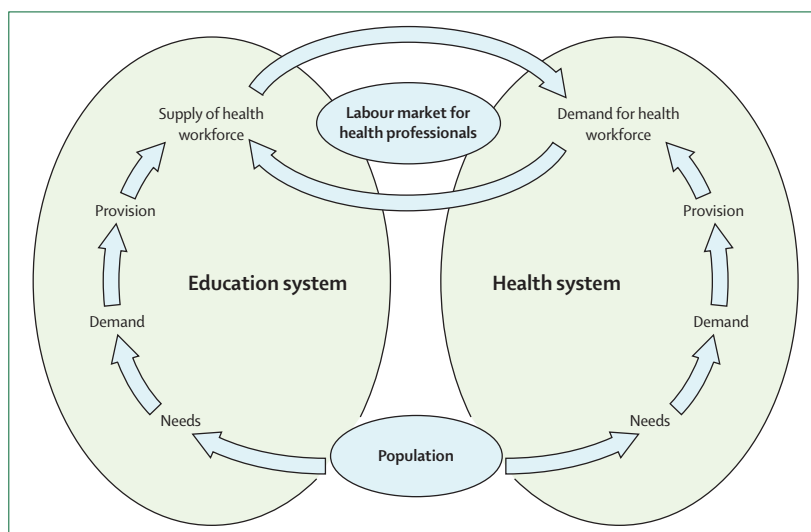 Supply of health
workforce
Labour market for
health professionals
Demand for health
workforce
Provision
Provision
Education system
Health system
Demand
Demand
Needs
Needs
Population